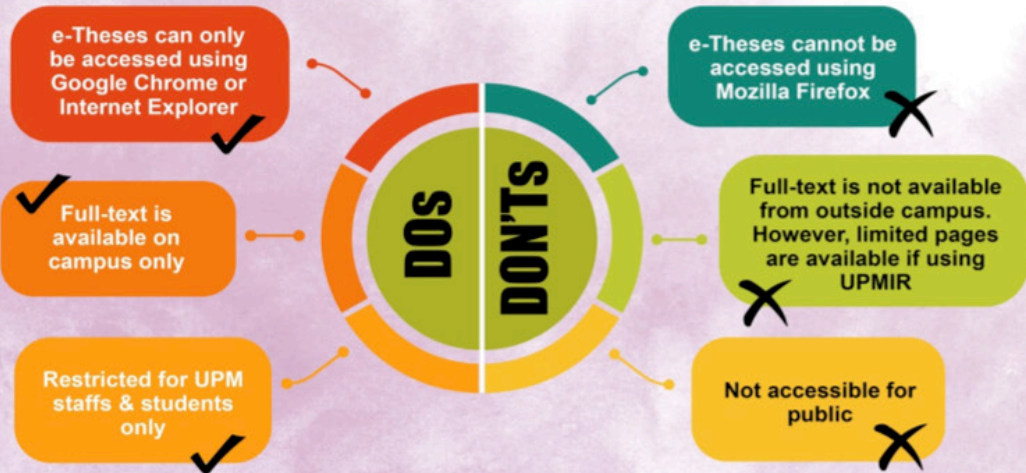 e-Theses can only
be accessed using
Google Chrome or
Internet Explorer
Full-text is
available on
campus only
Restricted for UPM
staffs & students
only
DOs
DON'Ts
e-Theses cannot be
accessed using
Mozilla Firefox
Full-text is not available
from outside campus.
However, limited pages
are available if using
UPMIR
Not accessible for
public